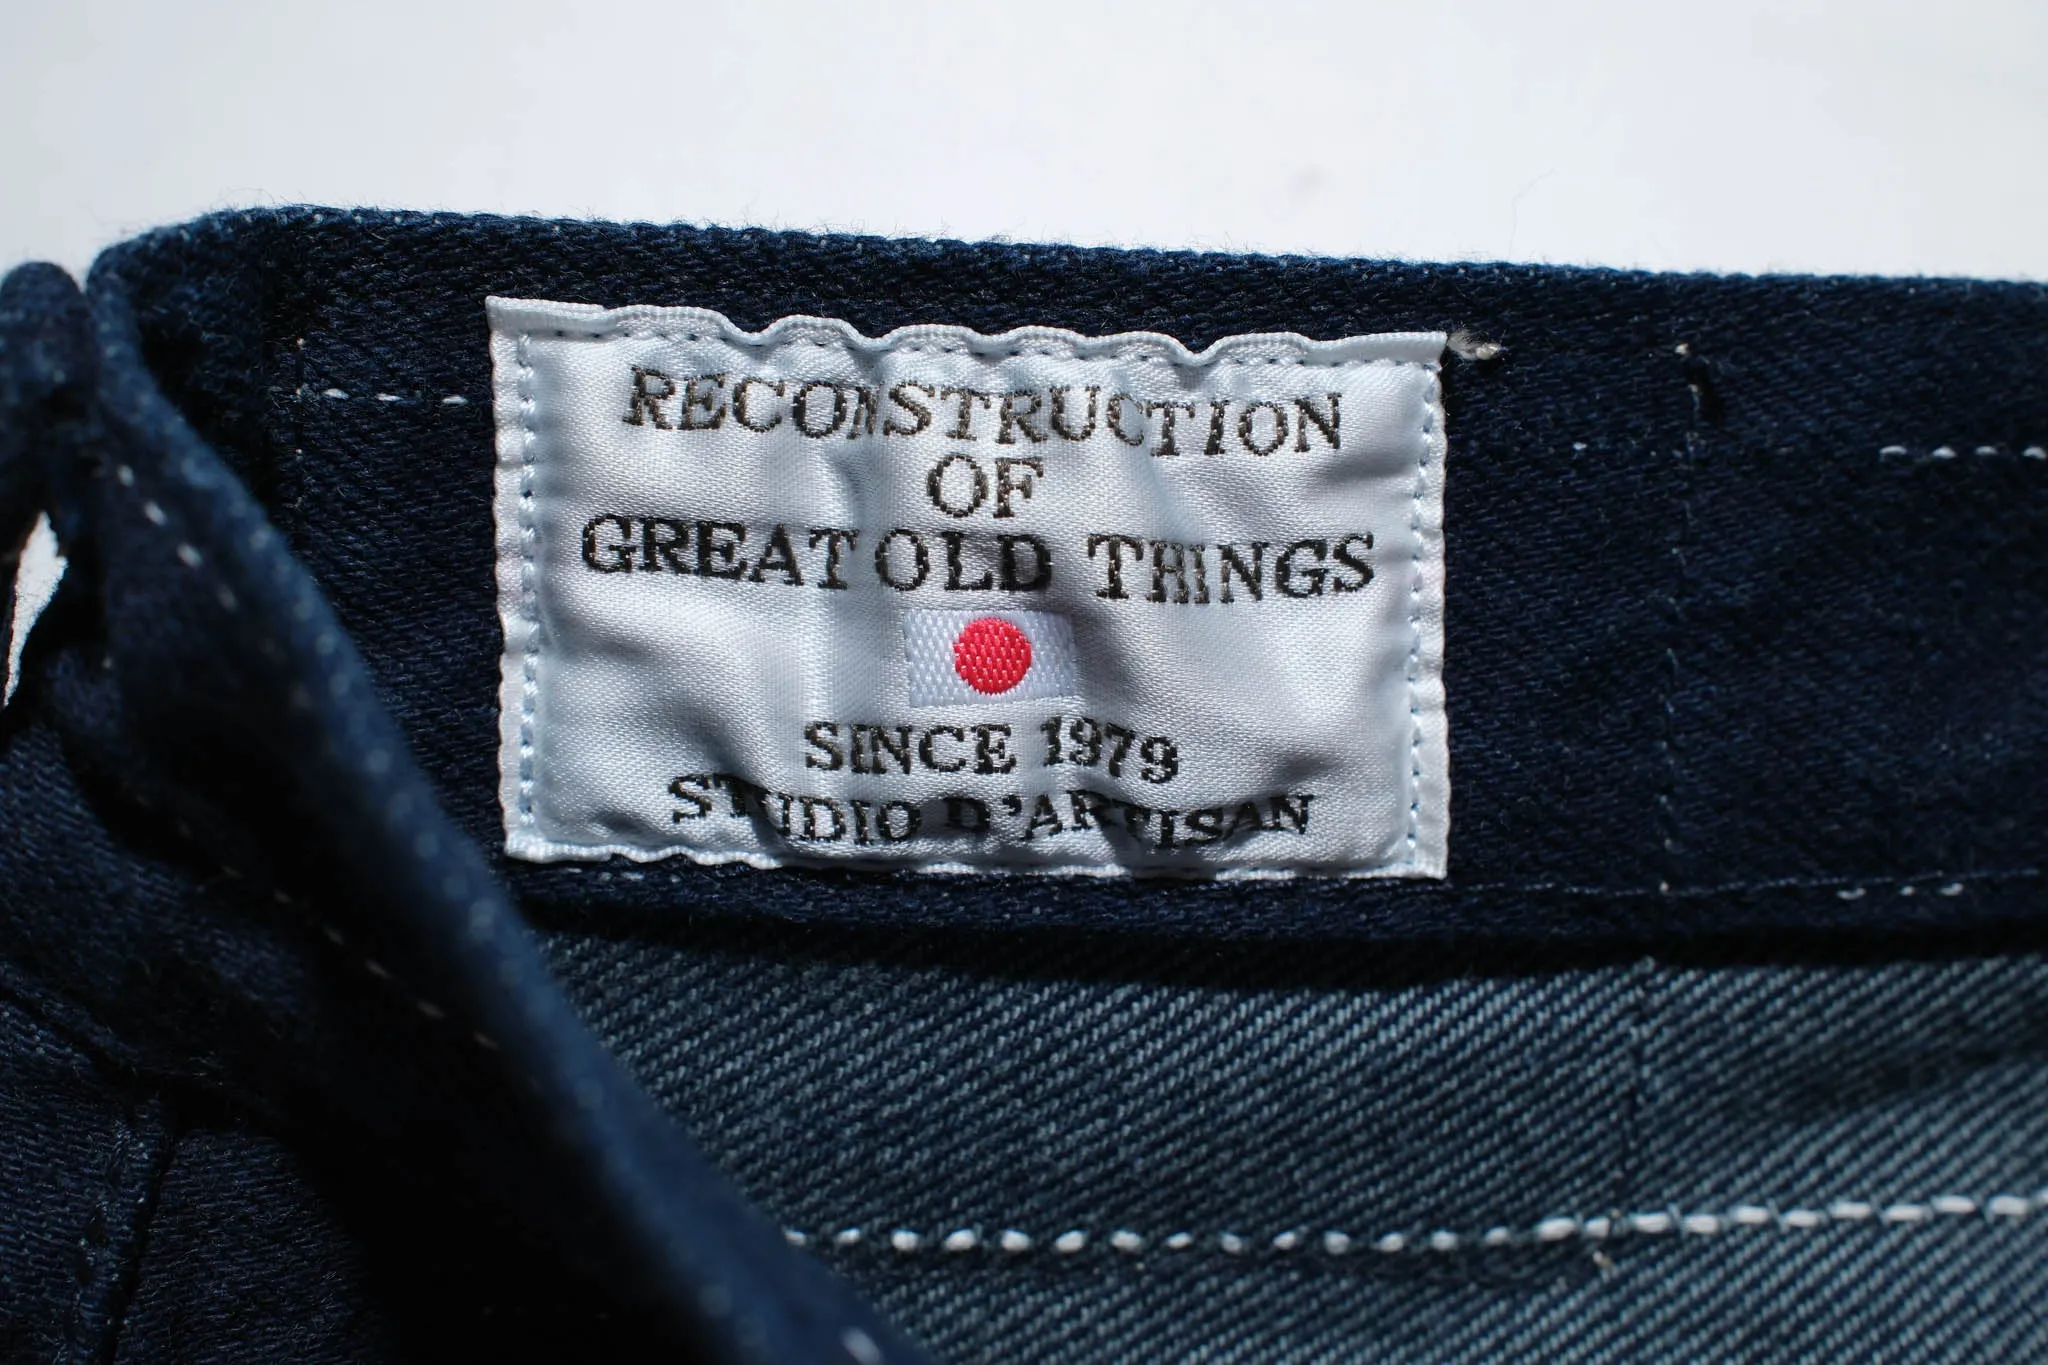 RECONSTRUCTION
OF
GREAT OLD THINGS
SINCE 1979
STUDIO D'ARTISAN